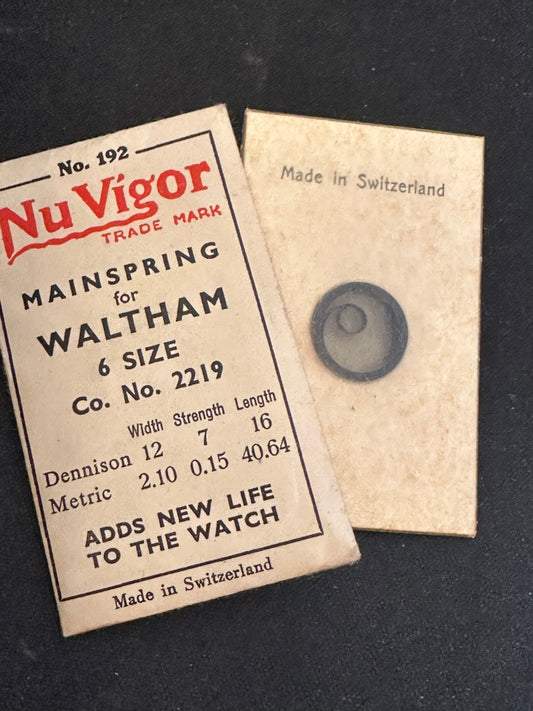 No. 192
Nu Vigor
TRADE MARK
MAINSPRING
for
WALTHAM
6 SIZE
Co. No. 2219
Width Strength Length
Dennison 12 7 16
Metric 2.10 0.15 40.64
ADDS NEW LIFE
TO THE WATCH
Made in Switzerland
Made in Switzerland